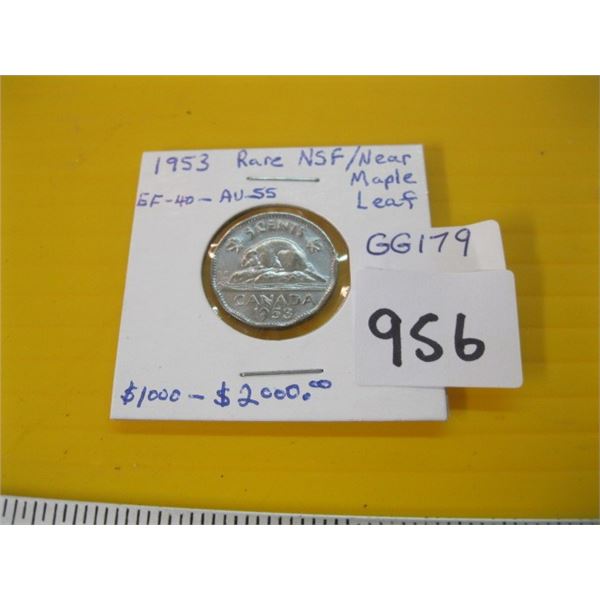 1953 Rare NSF/Near
Maple
EF-40-AU-55 Leaf
GG179
5 CENTS
CANADA
1953
956
$1000 - $2000.00